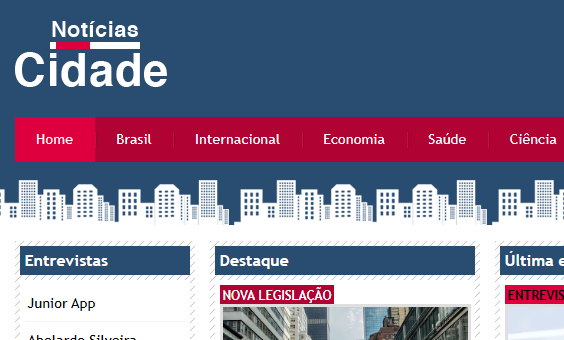 Notícias
Cidade
Home Brasil Internacional Economia Saúde Ciência
Entrevistas
Junior App
Abelardo Silveira
Destaque
NOVA LEGISLAÇÃO
Última e
ENTREVIS